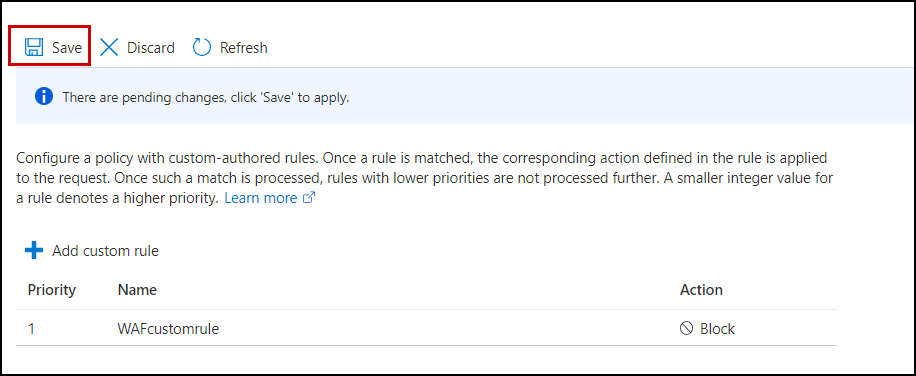 Save Discard Refresh
There are pending changes, click 'Save' to apply.
Configure a policy with custom-authored rules. Once a rule is matched, the corresponding action defined in the rule is applied
to the request. Once such a match is processed, rules with lower priorities are not processed further. A smaller integer value for
a rule denotes a higher priority. Learn more
Add custom rule
Priority Name Action
1 WAFcustomrule Block